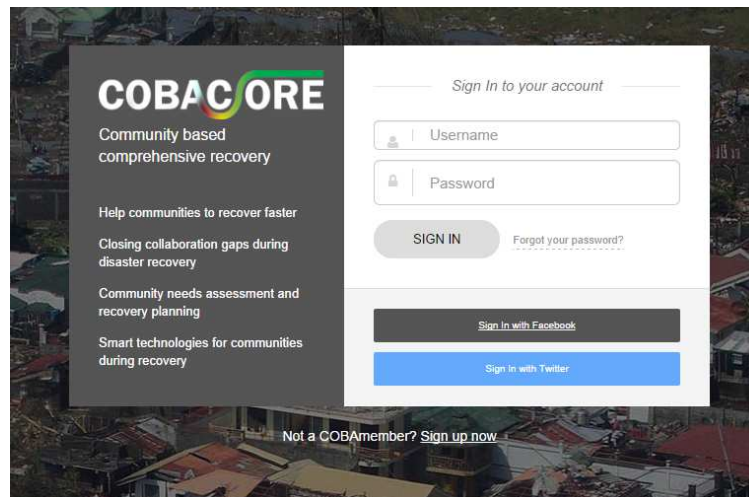 COBACORE
Community based
comprehensive recovery
Help communities to recover faster
Closing collaboration gaps during
disaster recovery
Community needs assessment and
recovery planning
Smart technologies for communities
during recovery
Sign In to your account
Username
Password
SIGN IN
Forgot your password?
Sign In with Facebook
Sign in with Twitter
Not a COBAmember? Sign up now